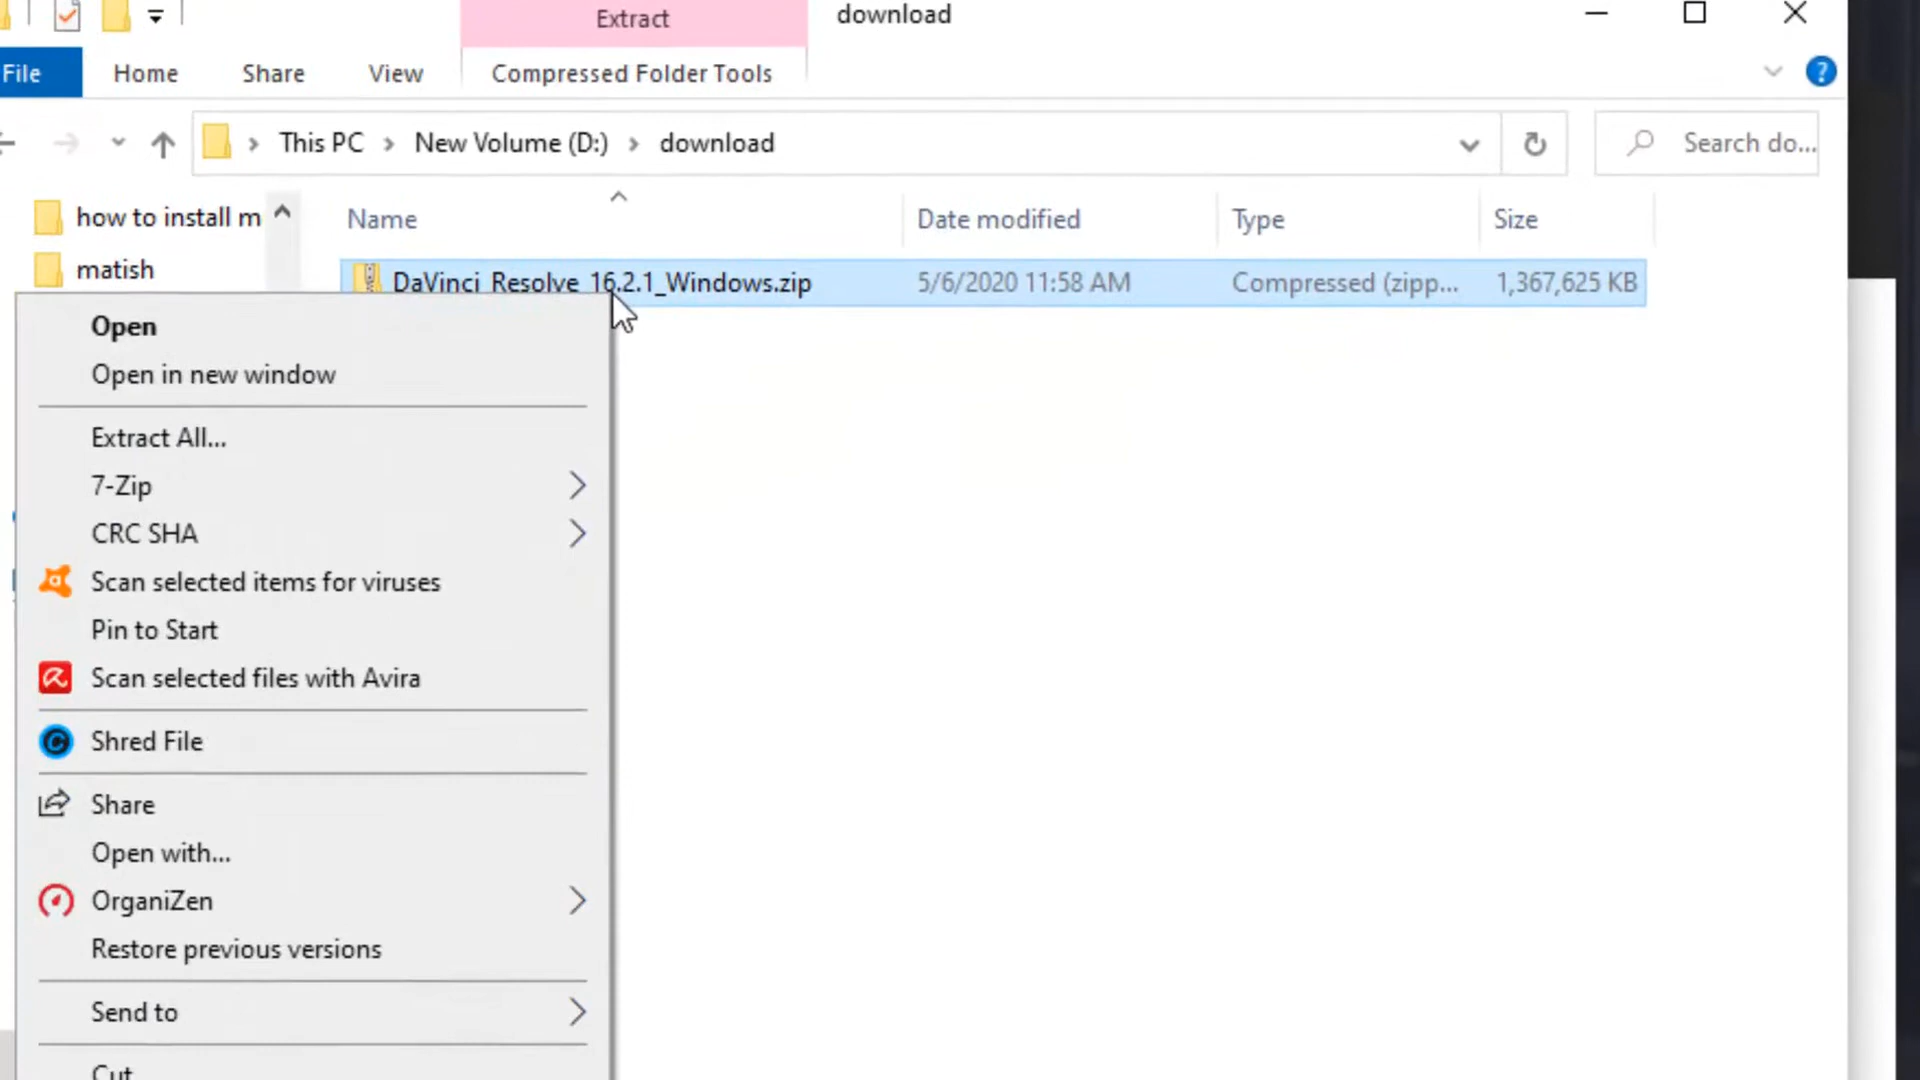 Extract
download
File
Home
Share
View
Compressed Folder Tools
?
This PC
New Volume (D:)
download
Search do...
how to install m
matish
Name
Date modified
Type
Size
DaVinci_Resolve_16.2.1_Windows.zip
5/6/2020 11:58 AM
Compressed (zipp...
1,367,625 KB
Open
Open in new window
Extract All...
7-Zip
CRC SHA
Scan selected items for viruses
Pin to Start
Scan selected files with Avira
Shred File
Share
Open with...
OrganiZen
Restore previous versions
Send to
Cut